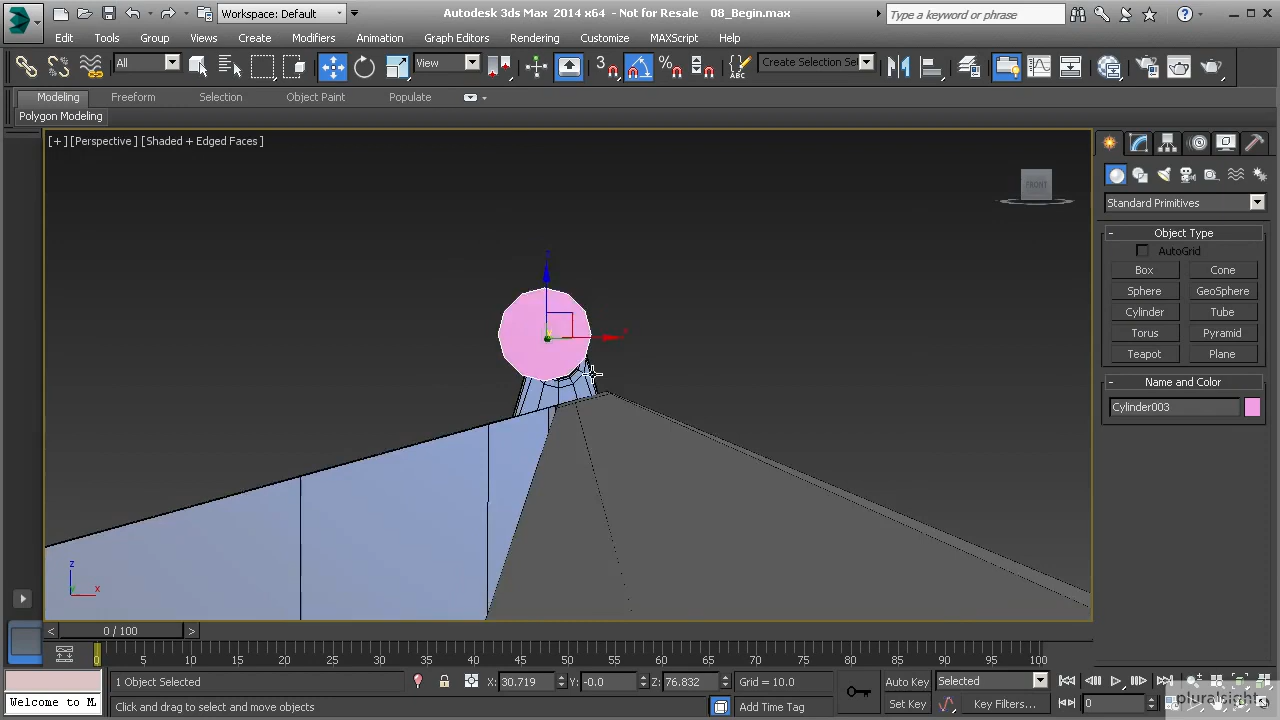 Workspace: Default
Autodesk 3ds Max 2014 x64 - Not for Resale 08_Begin.max
Type a keyword or phrase
Edit Tools Group Views Create Modifiers Animation Graph Editors Rendering Customize MAXScript Help
All
View
3
Create Selection Se
Modeling Freeform Selection Object Paint Populate
Polygon Modeling
[+] [Perspective] [Shaded + Edged Faces]
FRONT
Standard Primitives
- Object Type
AutoGrid
Box Cone
Sphere GeoSphere
Cylinder Tube
Torus Pyramid
Teapot Plane
- Name and Color
Cylinder003
z
x
z
x
< 0 / 100 >
0 5 10 15 20 25 30 35 40 45 50 55 60 65 70 75 80 85 90 95 100
1 Object Selected X: 30.719 Y: -0.0 Z: 76.832 Grid = 10.0 Auto Key Selected
Welcome to M Click and drag to select and move objects Add Time Tag Set Key Key Filters... 0
pluralsight